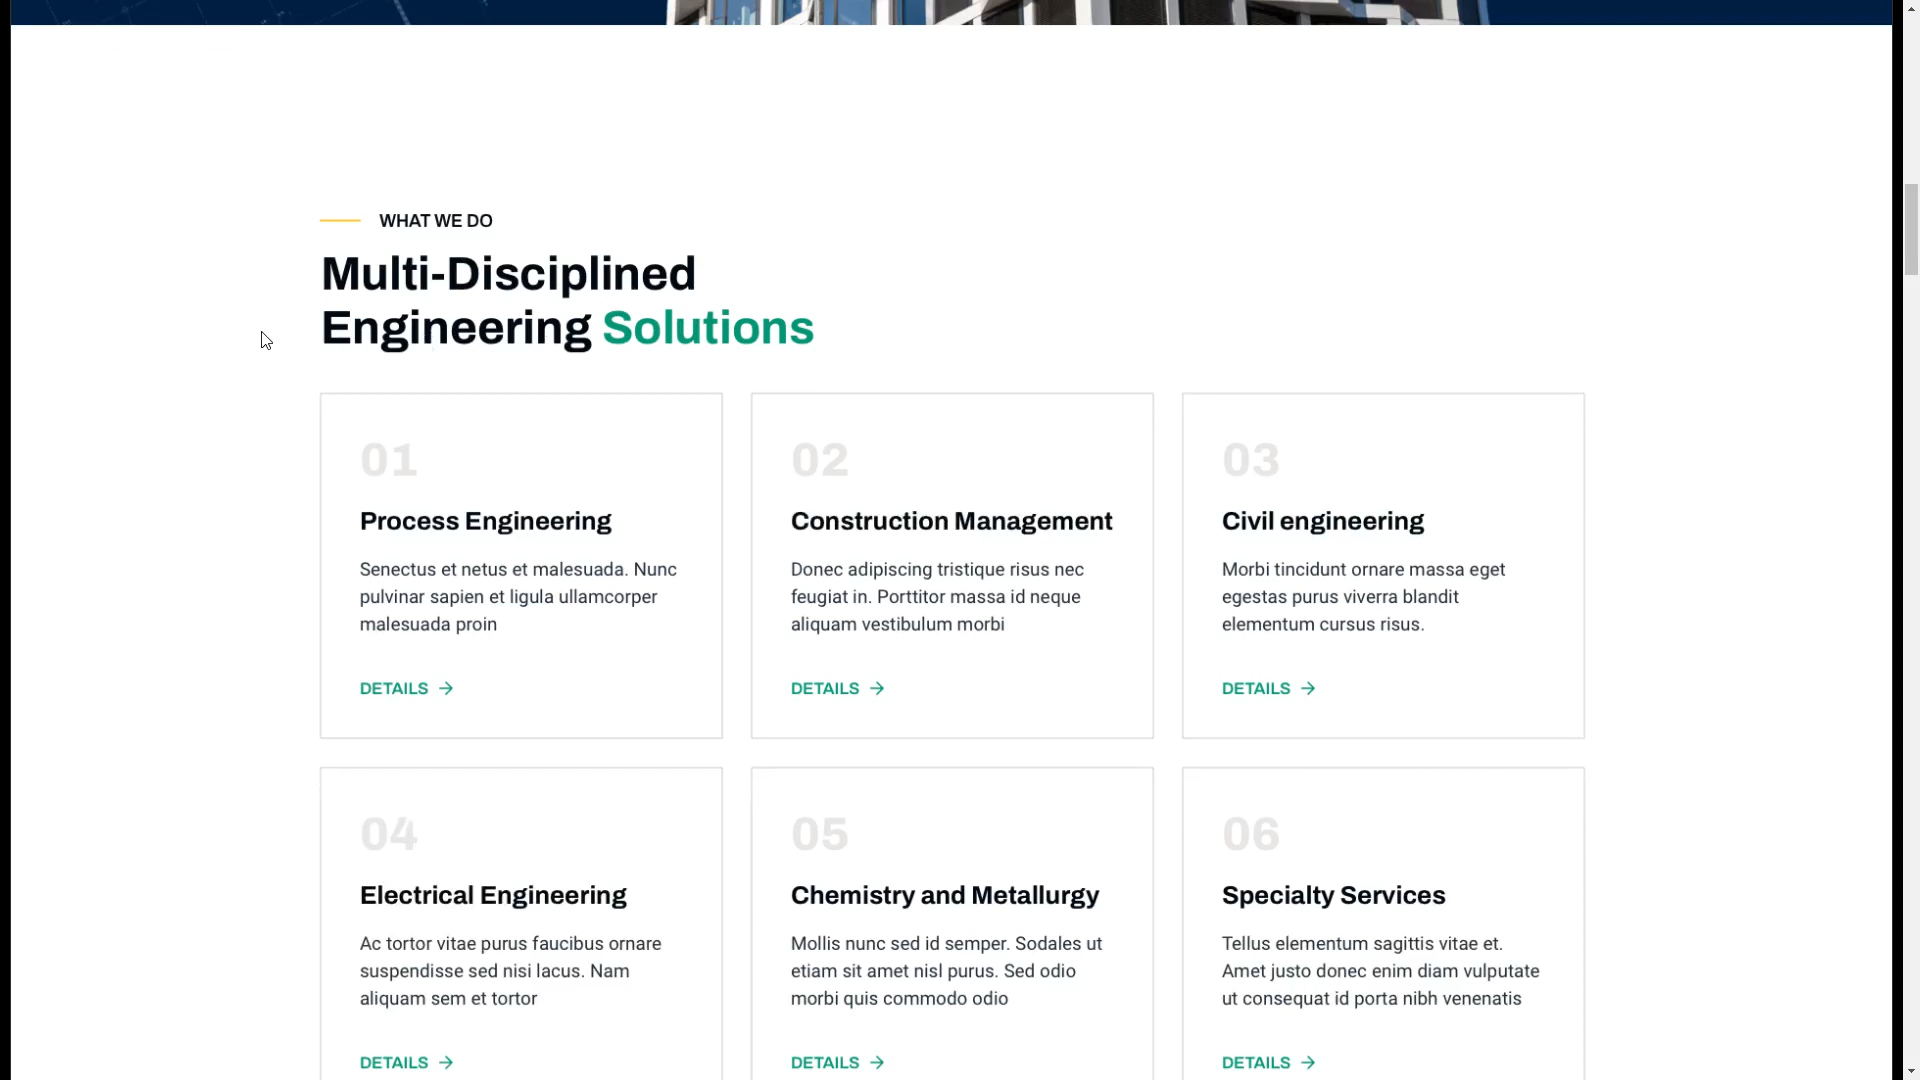 WHAT WE DO
Multi-Disciplined
Engineering Solutions
01
Process Engineering
Senectus et netus et malesuada. Nunc
pulvinar sapien et ligula ullamcorper
malesuada proin
DETAILS
02
Construction Management
Donec adipiscing tristique risus nec
feugiat in. Porttitor massa id neque
aliquam vestibulum morbi
DETAILS
03
Civil engineering
Morbi tincidunt ornare massa eget
egestas purus viverra blandit
elementum cursus risus.
DETAILS
04
Electrical Engineering
Ac tortor vitae purus faucibus ornare
suspendisse sed nisi lacus. Nam
aliquam sem et tortor
DETAILS
05
Chemistry and Metallurgy
Mollis nunc sed id semper. Sodales ut
etiam sit amet nisl purus. Sed odio
morbi quis commodo odio
DETAILS
06
Specialty Services
Tellus elementum sagittis vitae et.
Amet justo donec enim diam vulputate
ut consequat id porta nibh venenatis
DETAILS